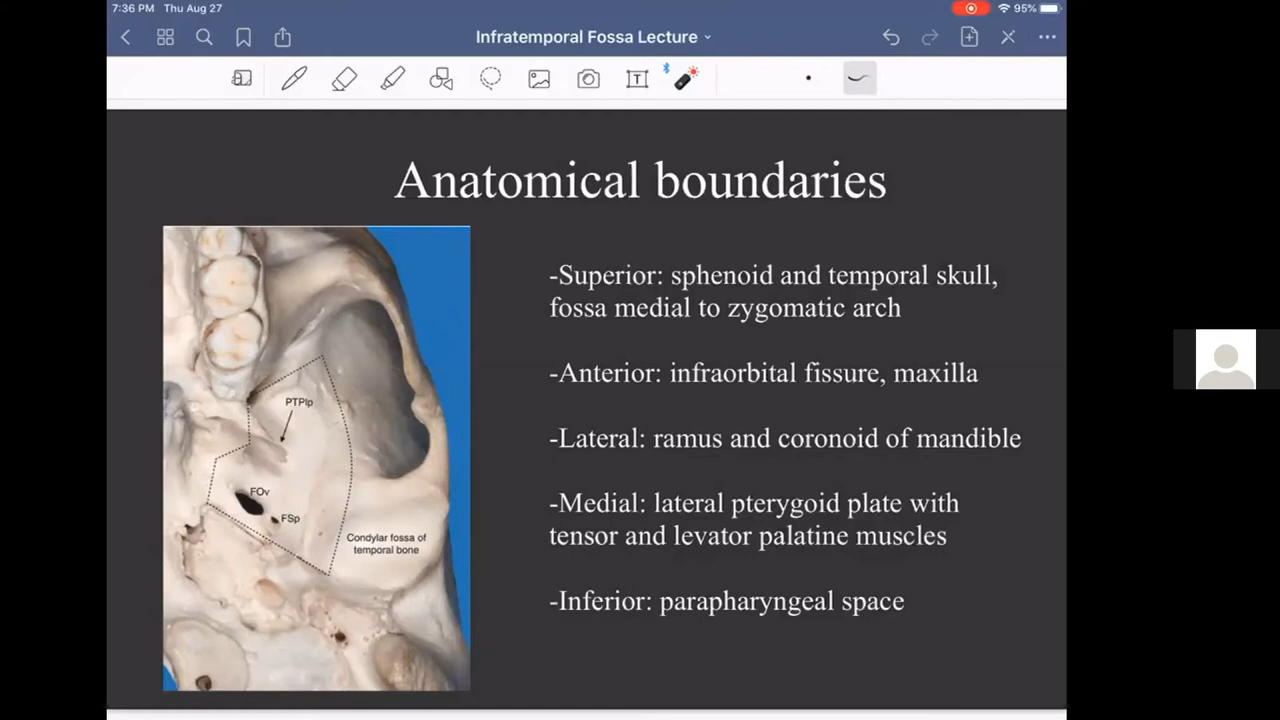 7:36 PM Thu Aug 27
95%
Infratemporal Fossa Lecture
T
Anatomical boundaries
PTPlp
FOv
FSp
Condylar fossa of
temporal bone
-Superior: sphenoid and temporal skull,
fossa medial to zygomatic arch
-Anterior: infraorbital fissure, maxilla
-Lateral: ramus and coronoid of mandible
-Medial: lateral pterygoid plate with
tensor and levator palatine muscles
-Inferior: parapharyngeal space